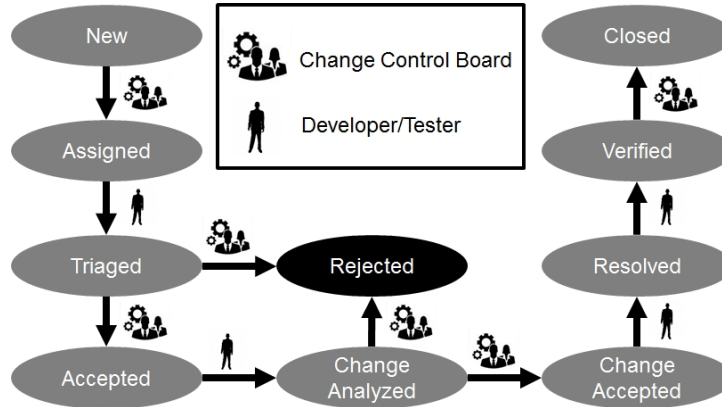 New
Closed
Change Control Board
Developer/Tester
Assigned
Verified
Triaged
Rejected
Resolved
Accepted
Change
Analyzed
Change
Accepted